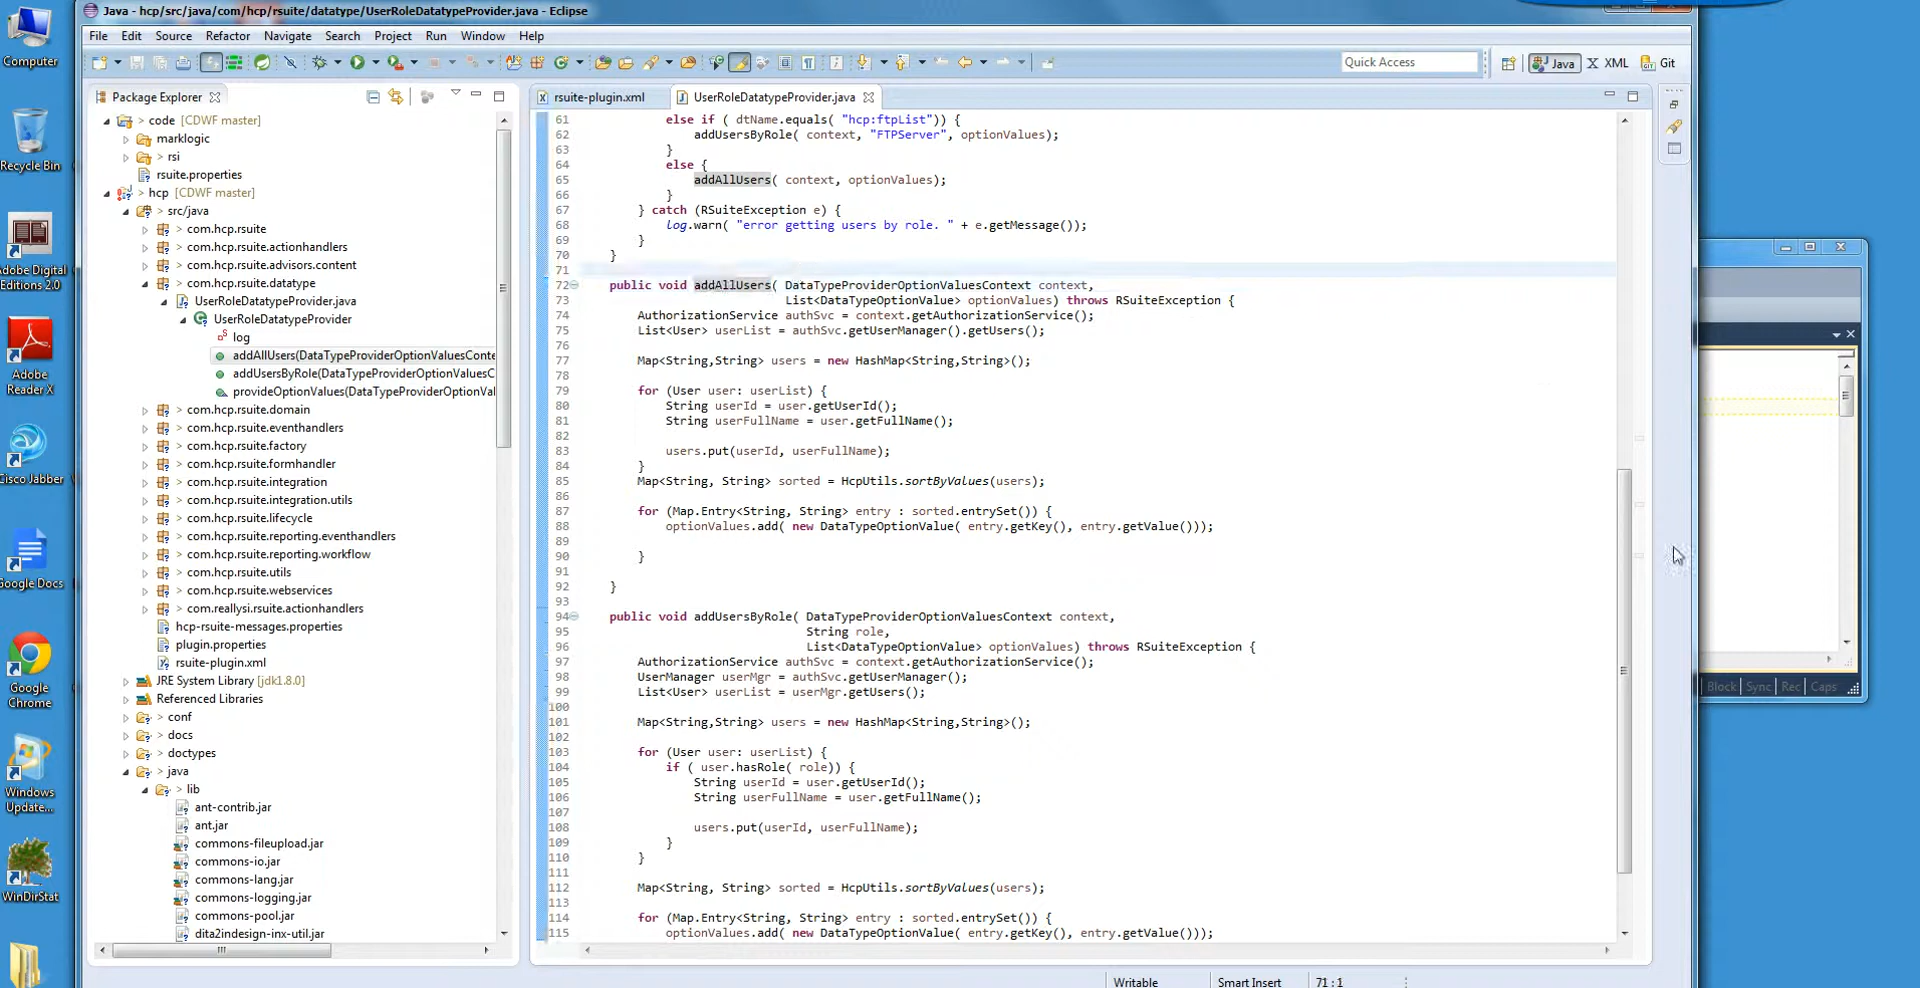 Java - hcp/src/java/com/hcp/rsuite/datatype/UserRoleDatatypeProvider.java - Eclipse
File Edit Source Refactor Navigate Search Project Run Window Help
Quick Access
Java
XML
Git
Computer
Recycle Bin
Adobe Digital
Editions 2.0
Adobe
Reader X
Cisco Jabber
Google Docs
Google
Chrome
Windows
Update...
WinDirStat
Package Explorer
> code [CDWF master]
> marklogic
> rsi
rsuite.properties
> hcp [CDWF master]
> src/java
> com.hcp.rsuite
> com.hcp.rsuite.actionhandlers
> com.hcp.rsuite.advisors.content
> com.hcp.rsuite.datatype
UserRoleDatatypeProvider.java
UserRoleDatatypeProvider
log
addAllUsers(DataTypeProviderOptionValuesConte
addUsersByRole(DataTypeProviderOptionValuesC
provideOptionValues(DataTypeProviderOptionVal
> com.hcp.rsuite.domain
> com.hcp.rsuite.eventhandlers
> com.hcp.rsuite.factory
> com.hcp.rsuite.formhandler
> com.hcp.rsuite.integration
> com.hcp.rsuite.integration.utils
> com.hcp.rsuite.lifecycle
> com.hcp.rsuite.reporting.eventhandlers
> com.hcp.rsuite.reporting.workflow
> com.hcp.rsuite.utils
> com.hcp.rsuite.webservices
> com.reallysi.rsuite.actionhandlers
hcp-rsuite-messages.properties
plugin.properties
rsuite-plugin.xml
JRE System Library [jdk1.8.0]
Referenced Libraries
> conf
> docs
> doctypes
> java
> lib
ant-contrib.jar
ant.jar
commons-fileupload.jar
commons-io.jar
commons-lang.jar
commons-logging.jar
commons-pool.jar
dita2indesign-inx-util.jar
rsuite-plugin.xml
UserRoleDatatypeProvider.java
61 else if ( dtName.equals( "hcp:ftpList")) {
62 addUsersByRole( context, "FTPServer", optionValues);
63 }
64 else {
65 addAllUsers( context, optionValues);
66 }
67 } catch (RSuiteException e) {
68 log.warn( "error getting users by role. " + e.getMessage());
69 }
70 }
71
72 public void addAllUsers( DataTypeProviderOptionValuesContext context,
73 List<DataTypeOptionValue> optionValues) throws RSuiteException {
74 AuthorizationService authSvc = context.getAuthorizationService();
75 List<User> userList = authSvc.getUserManager().getUsers();
76
77 Map<String,String> users = new HashMap<String,String>();
78
79 for (User user: userList) {
80 String userId = user.getUserId();
81 String userFullName = user.getFullName();
82
83 users.put(userId, userFullName);
84 }
85 Map<String, String> sorted = HcpUtils.sortByValues(users);
86
87 for (Map.Entry<String, String> entry : sorted.entrySet()) {
88 optionValues.add( new DataTypeOptionValue( entry.getKey(), entry.getValue()));
89
90 }
91
92 }
93
94 public void addUsersByRole( DataTypeProviderOptionValuesContext context,
95 String role,
96 List<DataTypeOptionValue> optionValues) throws RSuiteException {
97 AuthorizationService authSvc = context.getAuthorizationService();
98 UserManager userMgr = authSvc.getUserManager();
99 List<User> userList = userMgr.getUsers();
100
101 Map<String,String> users = new HashMap<String,String>();
102
103 for (User user: userList) {
104 if ( user.hasRole( role)) {
105 String userId = user.getUserId();
106 String userFullName = user.getFullName();
107
108 users.put(userId, userFullName);
109 }
110 }
111
112 Map<String, String> sorted = HcpUtils.sortByValues(users);
113
114 for (Map.Entry<String, String> entry : sorted.entrySet()) {
115 optionValues.add( new DataTypeOptionValue( entry.getKey(), entry.getValue()));
Block Sync Rec Caps
Writable Smart Insert 71 : 1